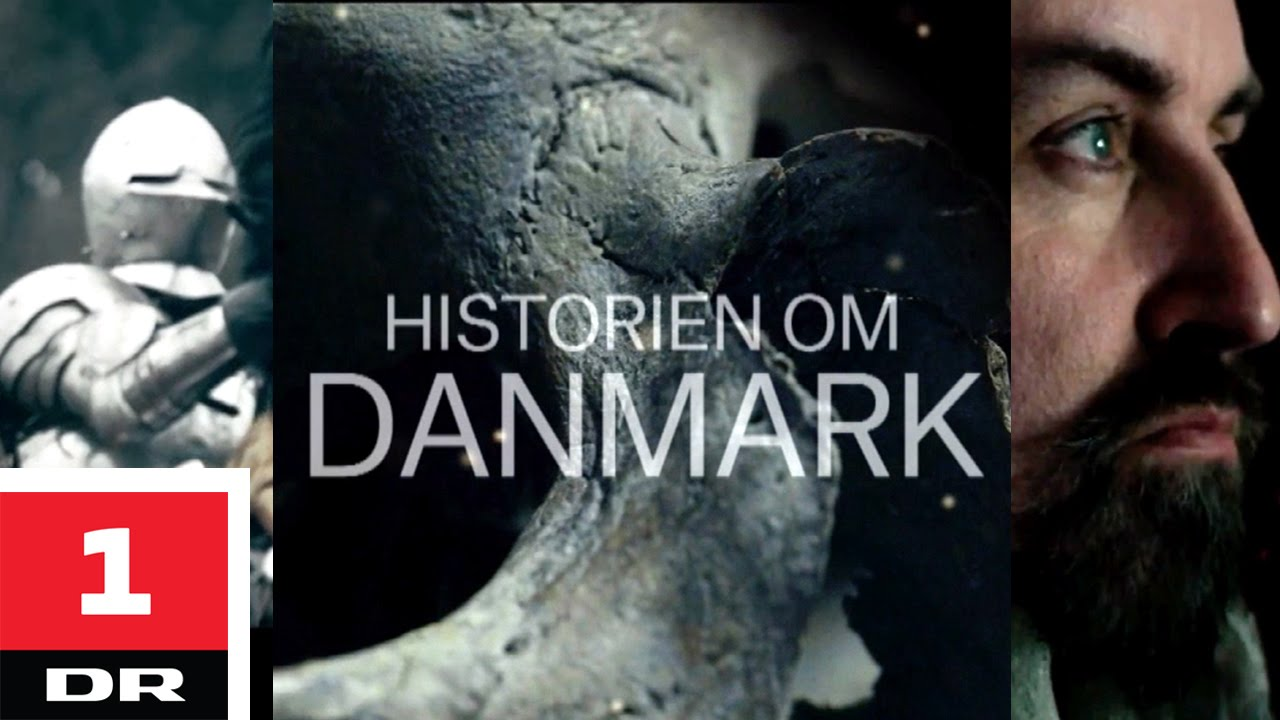 HISTORIEN OM
DANMARK
1
DR